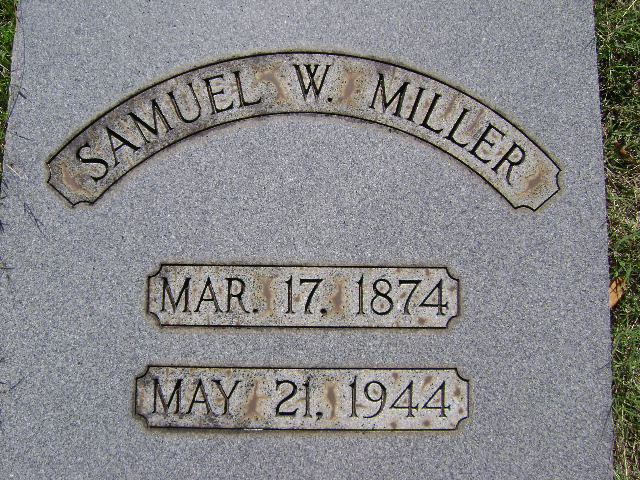 SAMUEL W. MILLER
MAR. 17, 1874
MAY 21, 1944